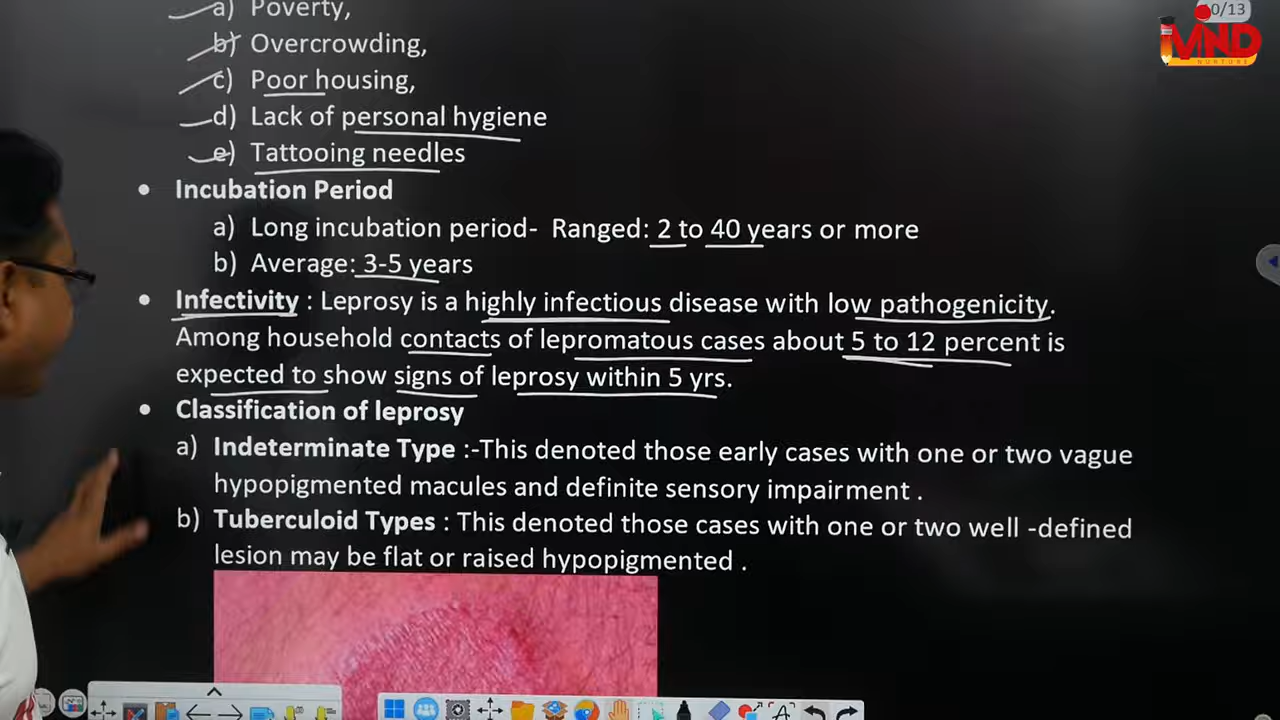 a) Poverty,
10/13
b) Overcrowding,
MIND
NURTURE
c) Poor housing,
d) Lack of personal hygiene
e) Tattooing needles
• Incubation Period
a) Long incubation period- Ranged: 2 to 40 years or more
b) Average: 3-5 years
• Infectivity : Leprosy is a highly infectious disease with low pathogenicity.
Among household contacts of lepromatous cases about 5 to 12 percent is
expected to show signs of leprosy within 5 yrs.
• Classification of leprosy
a) Indeterminate Type :-This denoted those early cases with one or two vague
hypopigmented macules and definite sensory impairment .
b) Tuberculoid Types : This denoted those cases with one or two well -defined
lesion may be flat or raised hypopigmented .